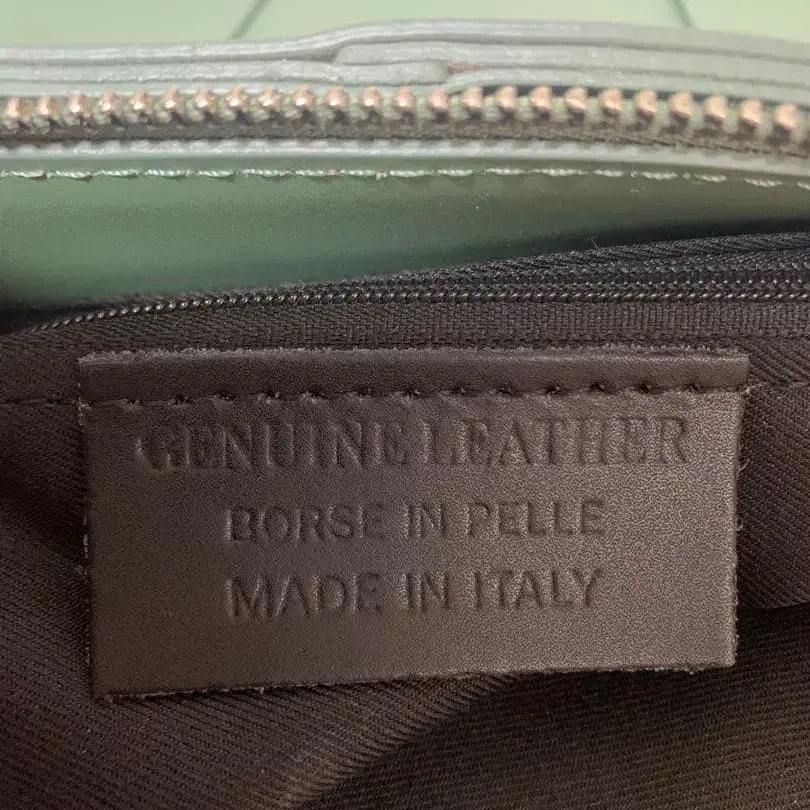 GENUINE LEATHER
BORSE IN PELLE
MADE IN ITALY